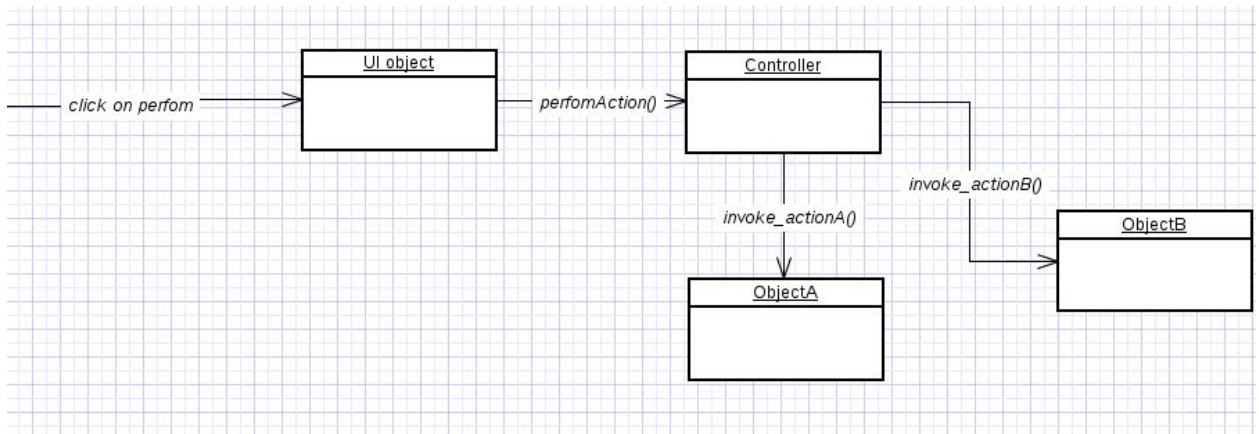 UI object
Controller
click on perfom
perfomAction()
invoke_actionB()
invoke_actionA()
ObjectB
ObjectA